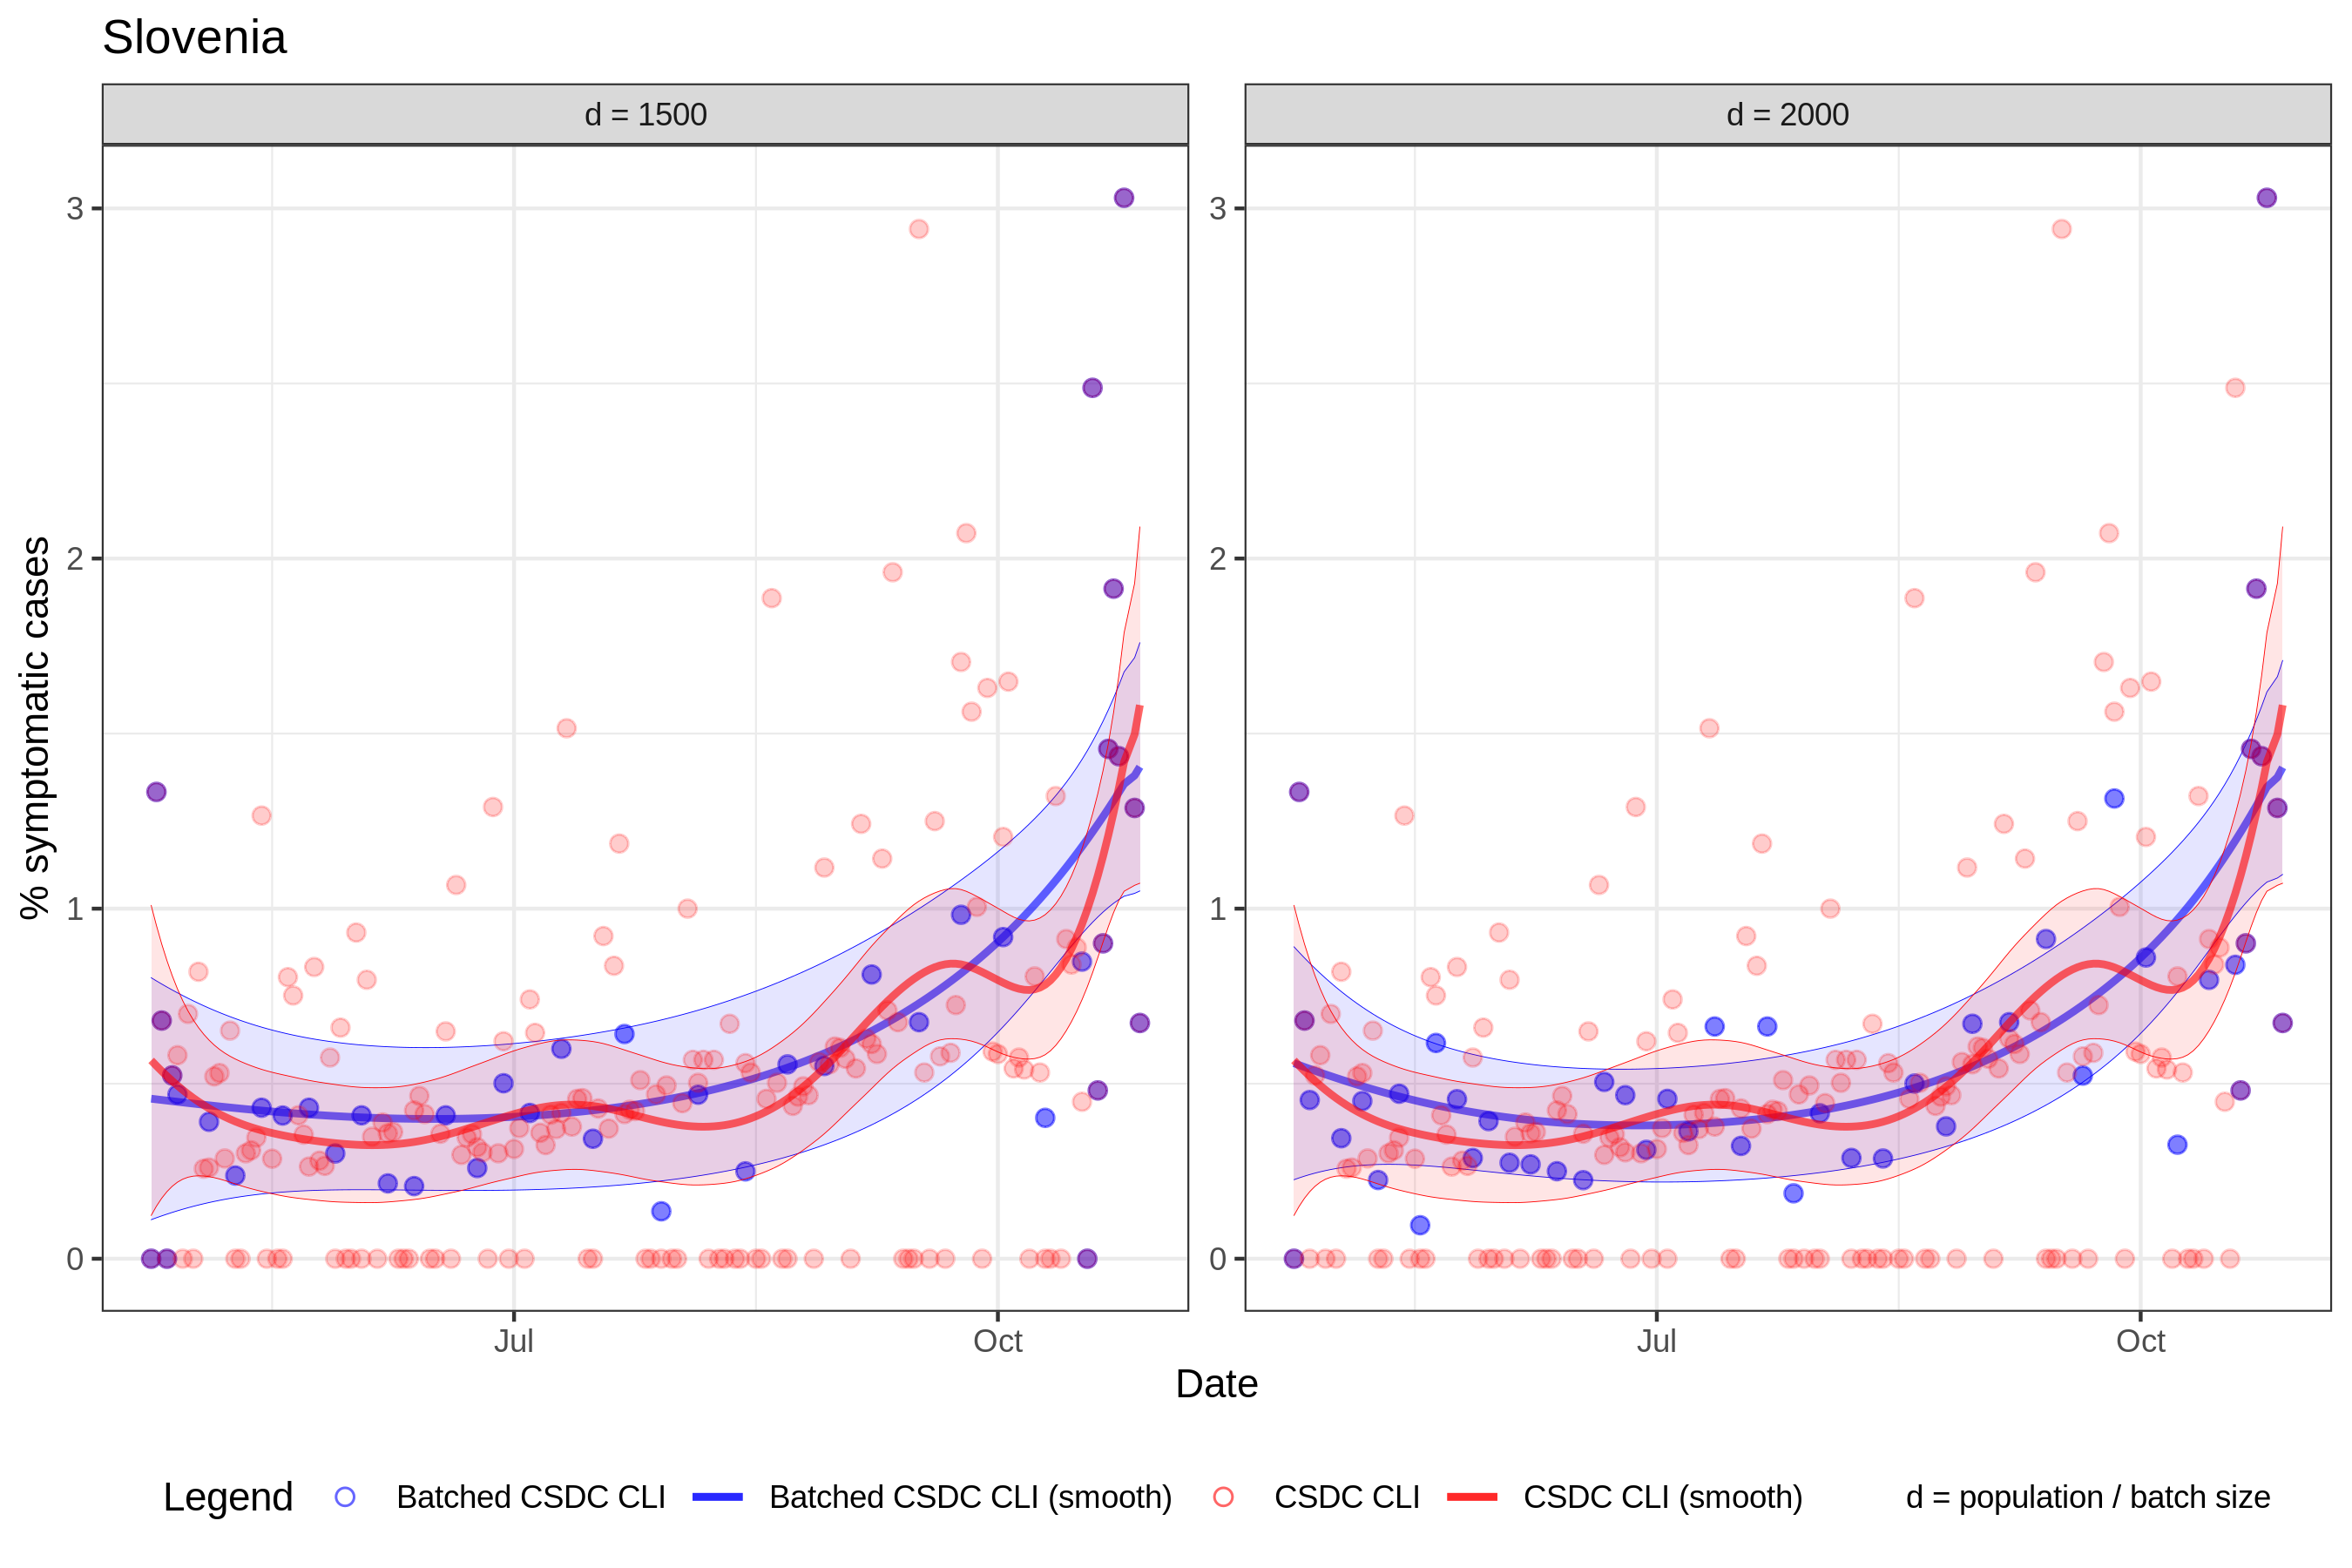 Slovenia
d = 1500
d = 2000
% symptomatic cases
3
2
1
0
3
2
1
0
Jul
Oct
Jul
Oct
Date
Legend
Batched CSDC CLI
Batched CSDC CLI (smooth)
CSDC CLI
CSDC CLI (smooth)
d = population / batch size